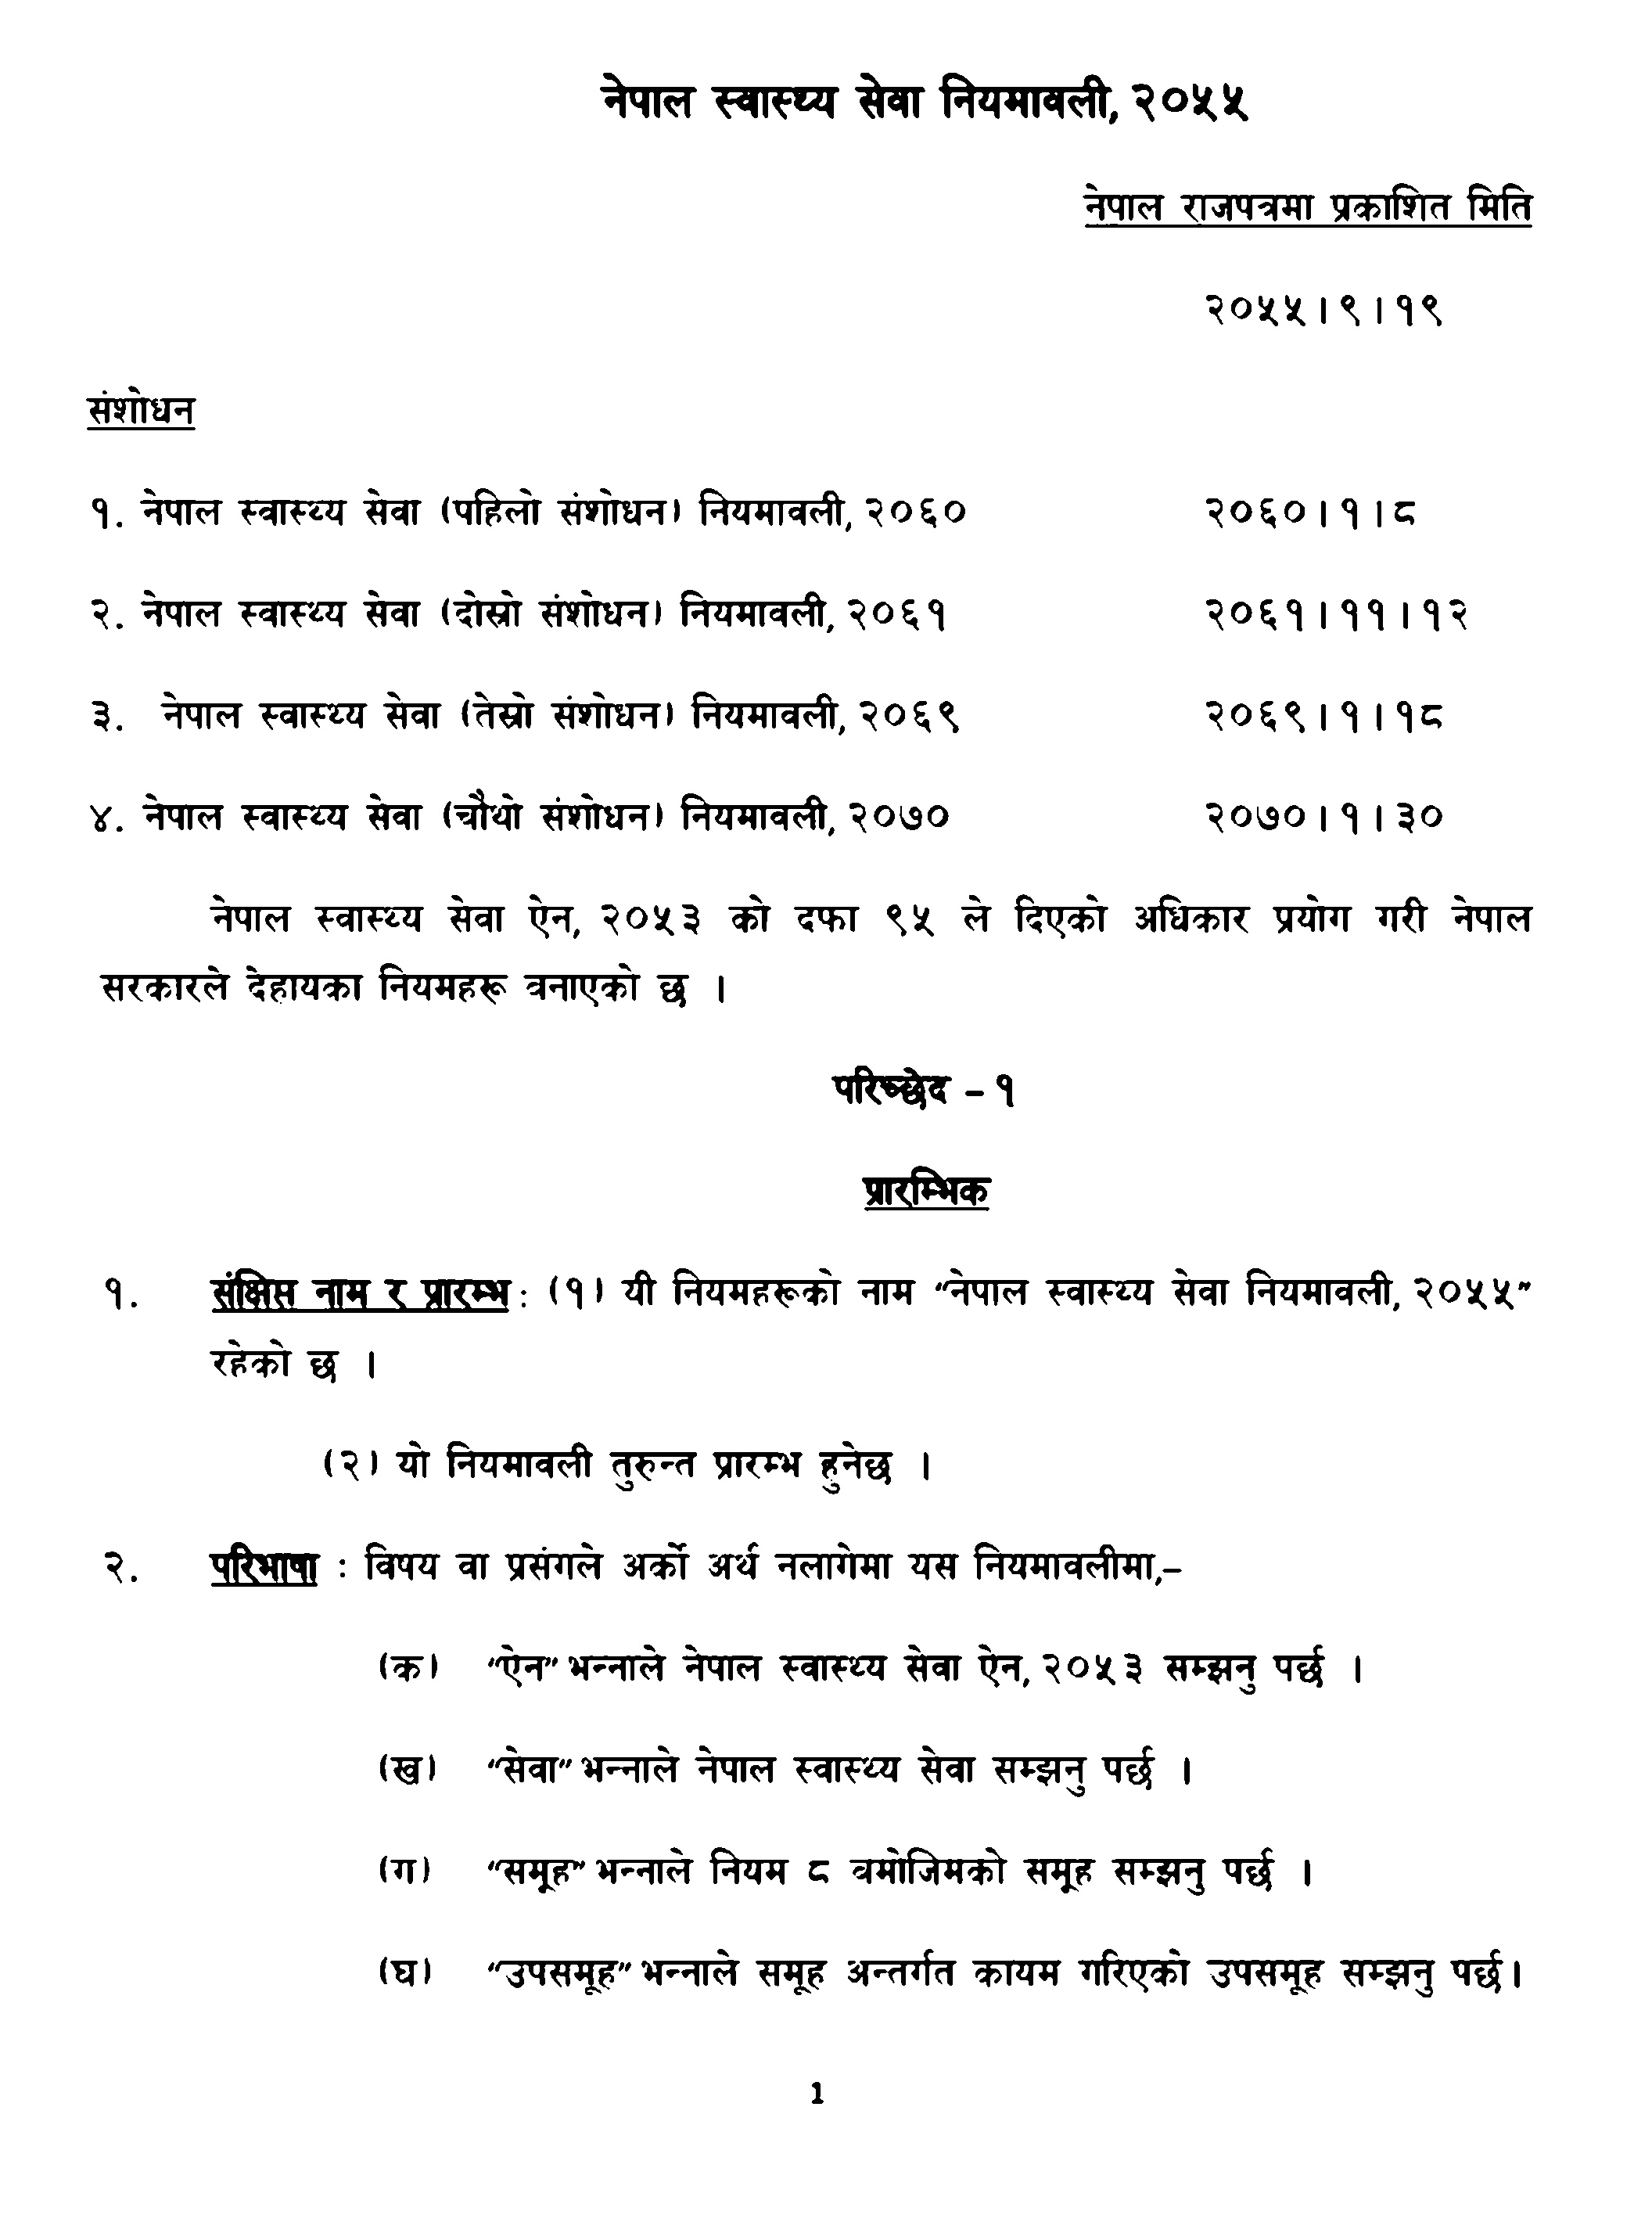 नेपाल स्वास्थ्य सेवा नियमावली, २०५५
नेपाल राजपत्रमा प्रकाशित मिति
२०५५।९।१९
संशोधन
१. नेपाल स्वास्थ्य सेवा (पहिलो संशोधन) नियमावली, २०६० २०६०।१।८
२. नेपाल स्वास्थ्य सेवा (दोस्रो संशोधन) नियमावली, २०६१ २०६१।११।१२
३. नेपाल स्वास्थ्य सेवा (तेस्रो संशोधन) नियमावली, २०६९ २०६९।१।१८
४. नेपाल स्वास्थ्य सेवा (चौथो संशोधन) नियमावली, २०७० २०७०।१।३०
नेपाल स्वास्थ्य सेवा ऐन, २०५३ को दफा ९५ ले दिएको अधिकार प्रयोग गरी नेपाल
सरकारले देहायका नियमहरू बनाएको छ ।
परिच्छेद – १
प्रारम्भिक
१. संक्षिप्त नाम र प्रारम्भ : (१) यी नियमहरूको नाम “नेपाल स्वास्थ्य सेवा नियमावली, २०५५”
रहेको छ ।
(२) यो नियमावली तुरुन्त प्रारम्भ हुनेछ ।
२. परिभाषा : विषय वा प्रसंगले अर्को अर्थ नलागेमा यस नियमावलीमा,–
(क) “ऐन” भन्नाले नेपाल स्वास्थ्य सेवा ऐन, २०५३ सम्झनु पर्छ ।
(ख) “सेवा” भन्नाले नेपाल स्वास्थ्य सेवा सम्झनु पर्छ ।
(ग) “समूह” भन्नाले नियम ८ बमोजिमको समूह सम्झनु पर्छ ।
(घ) “उपसमूह” भन्नाले समूह अन्तर्गत कायम गरिएको उपसमूह सम्झनु पर्छ।
1